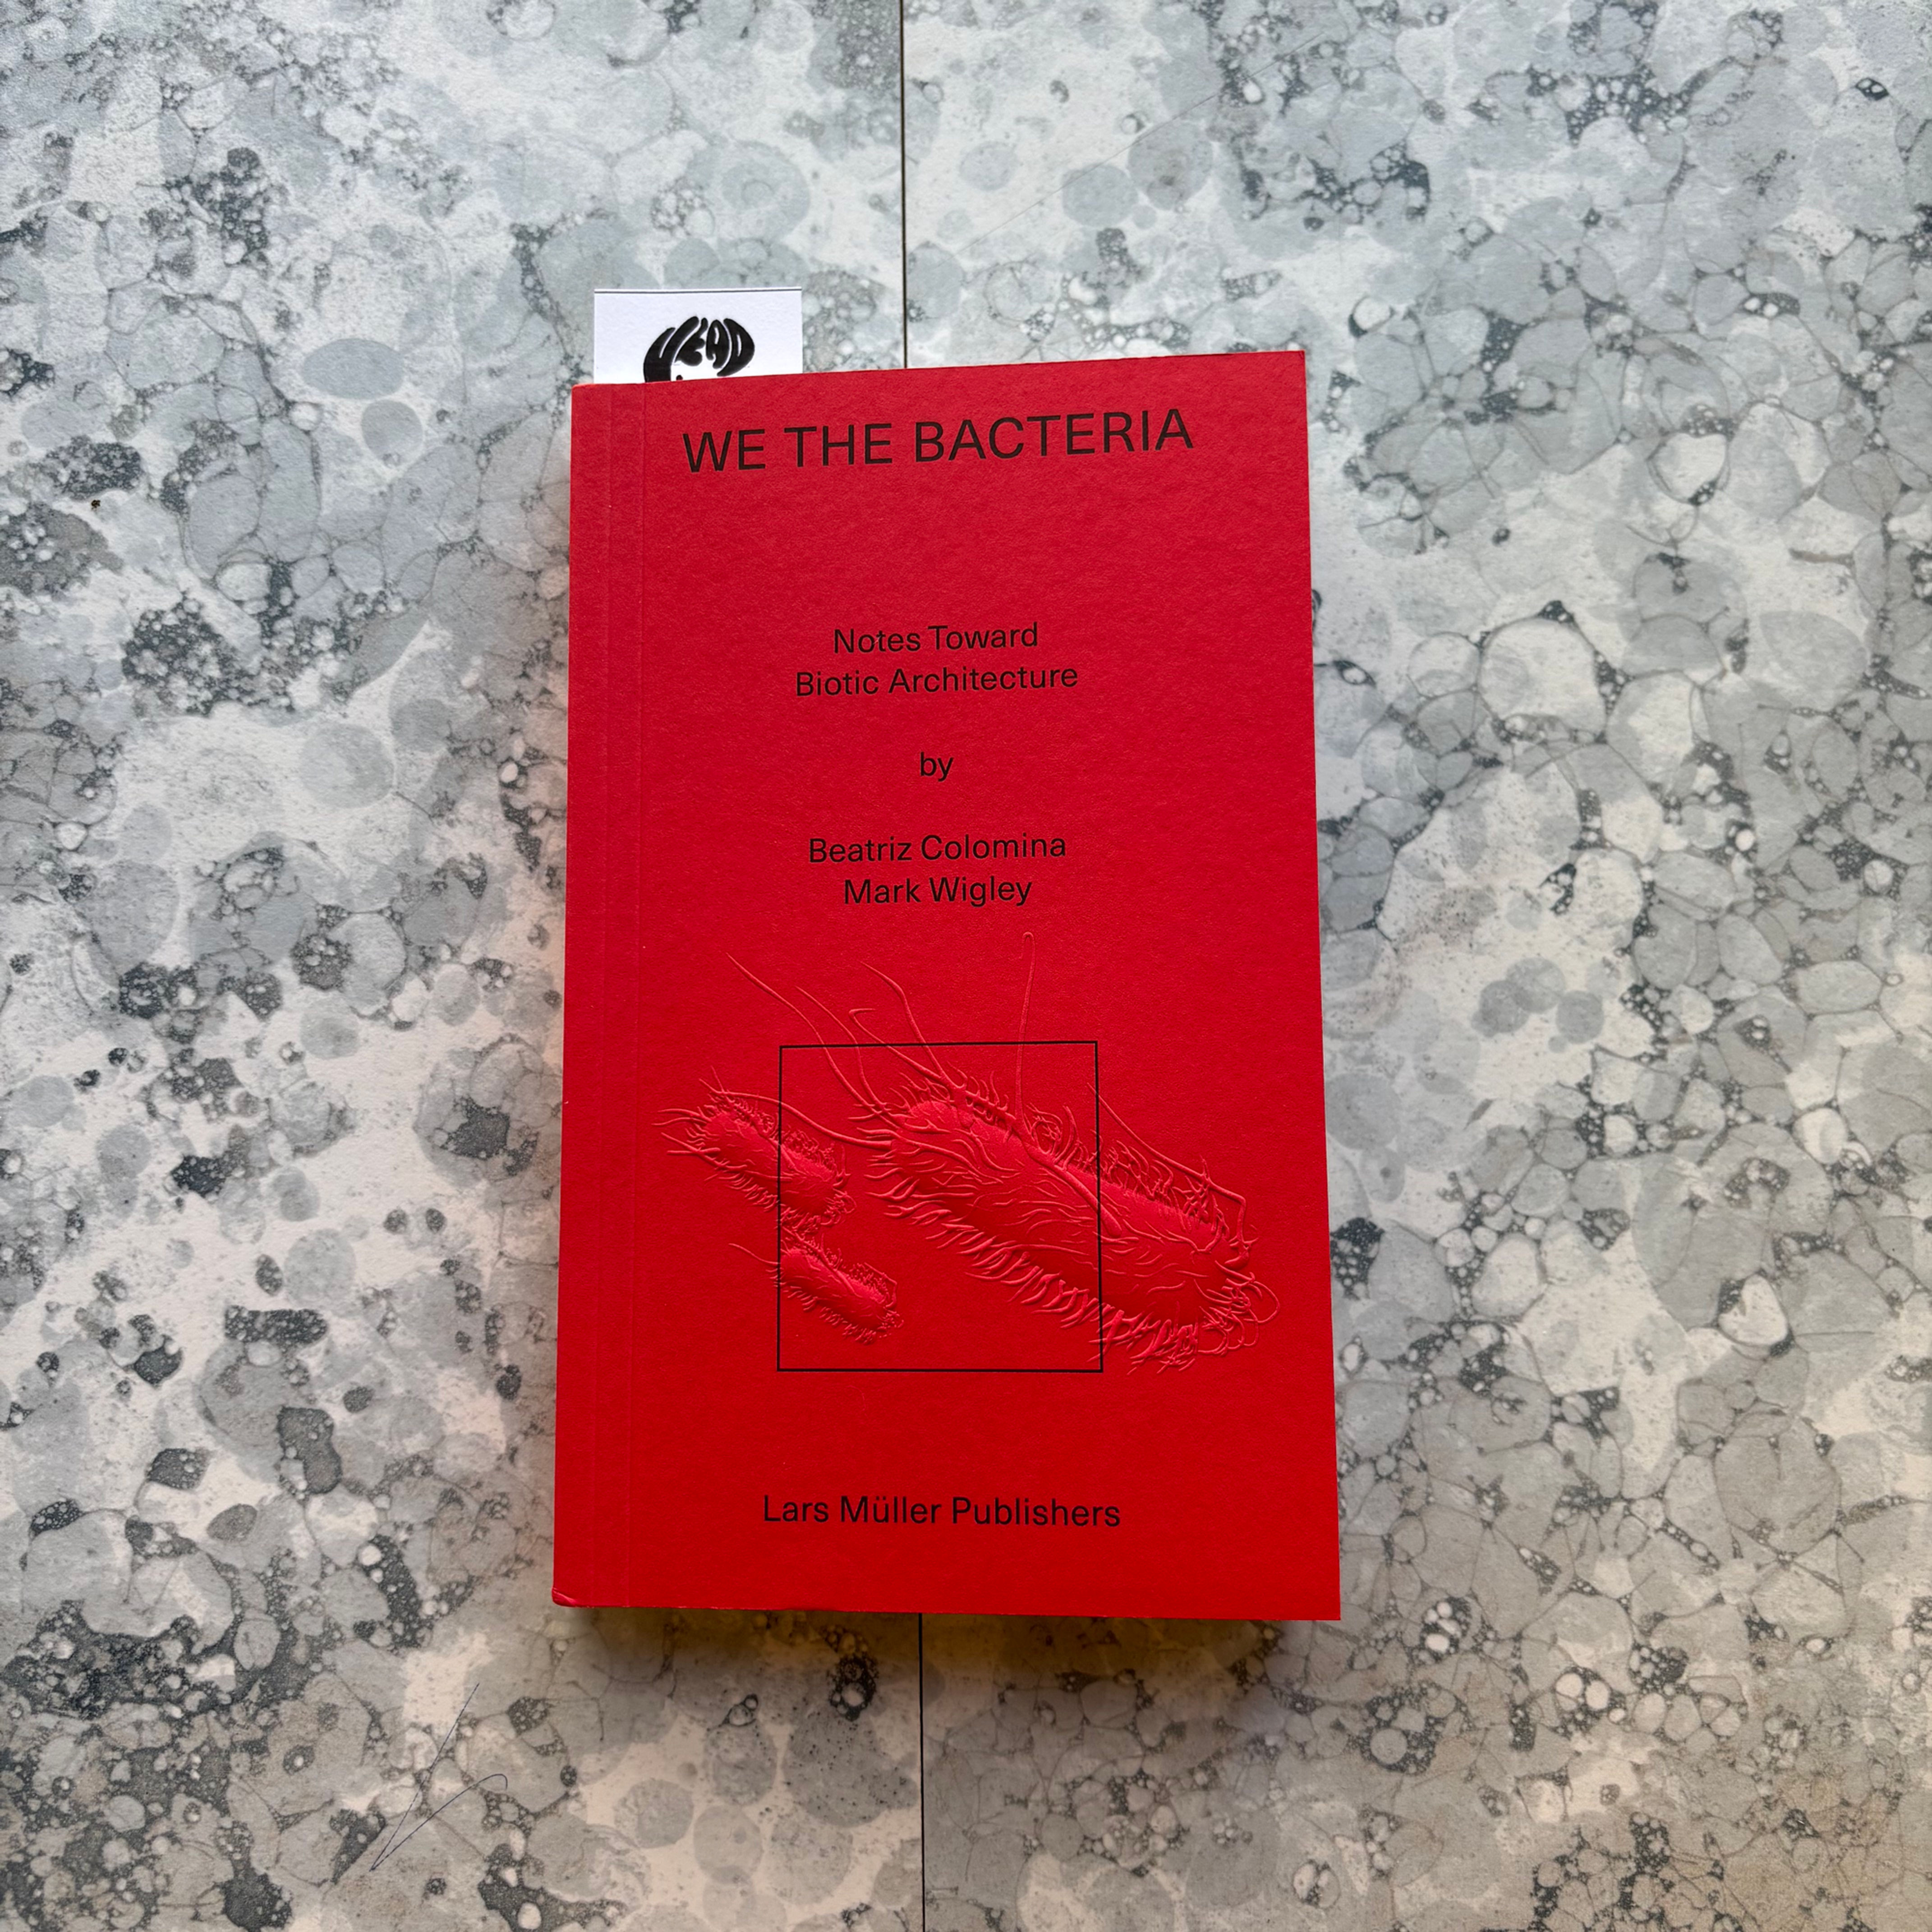 WE THE BACTERIA
Notes Toward
Biotic Architecture
by
Beatriz Colomina
Mark Wigley
Lars Müller Publishers